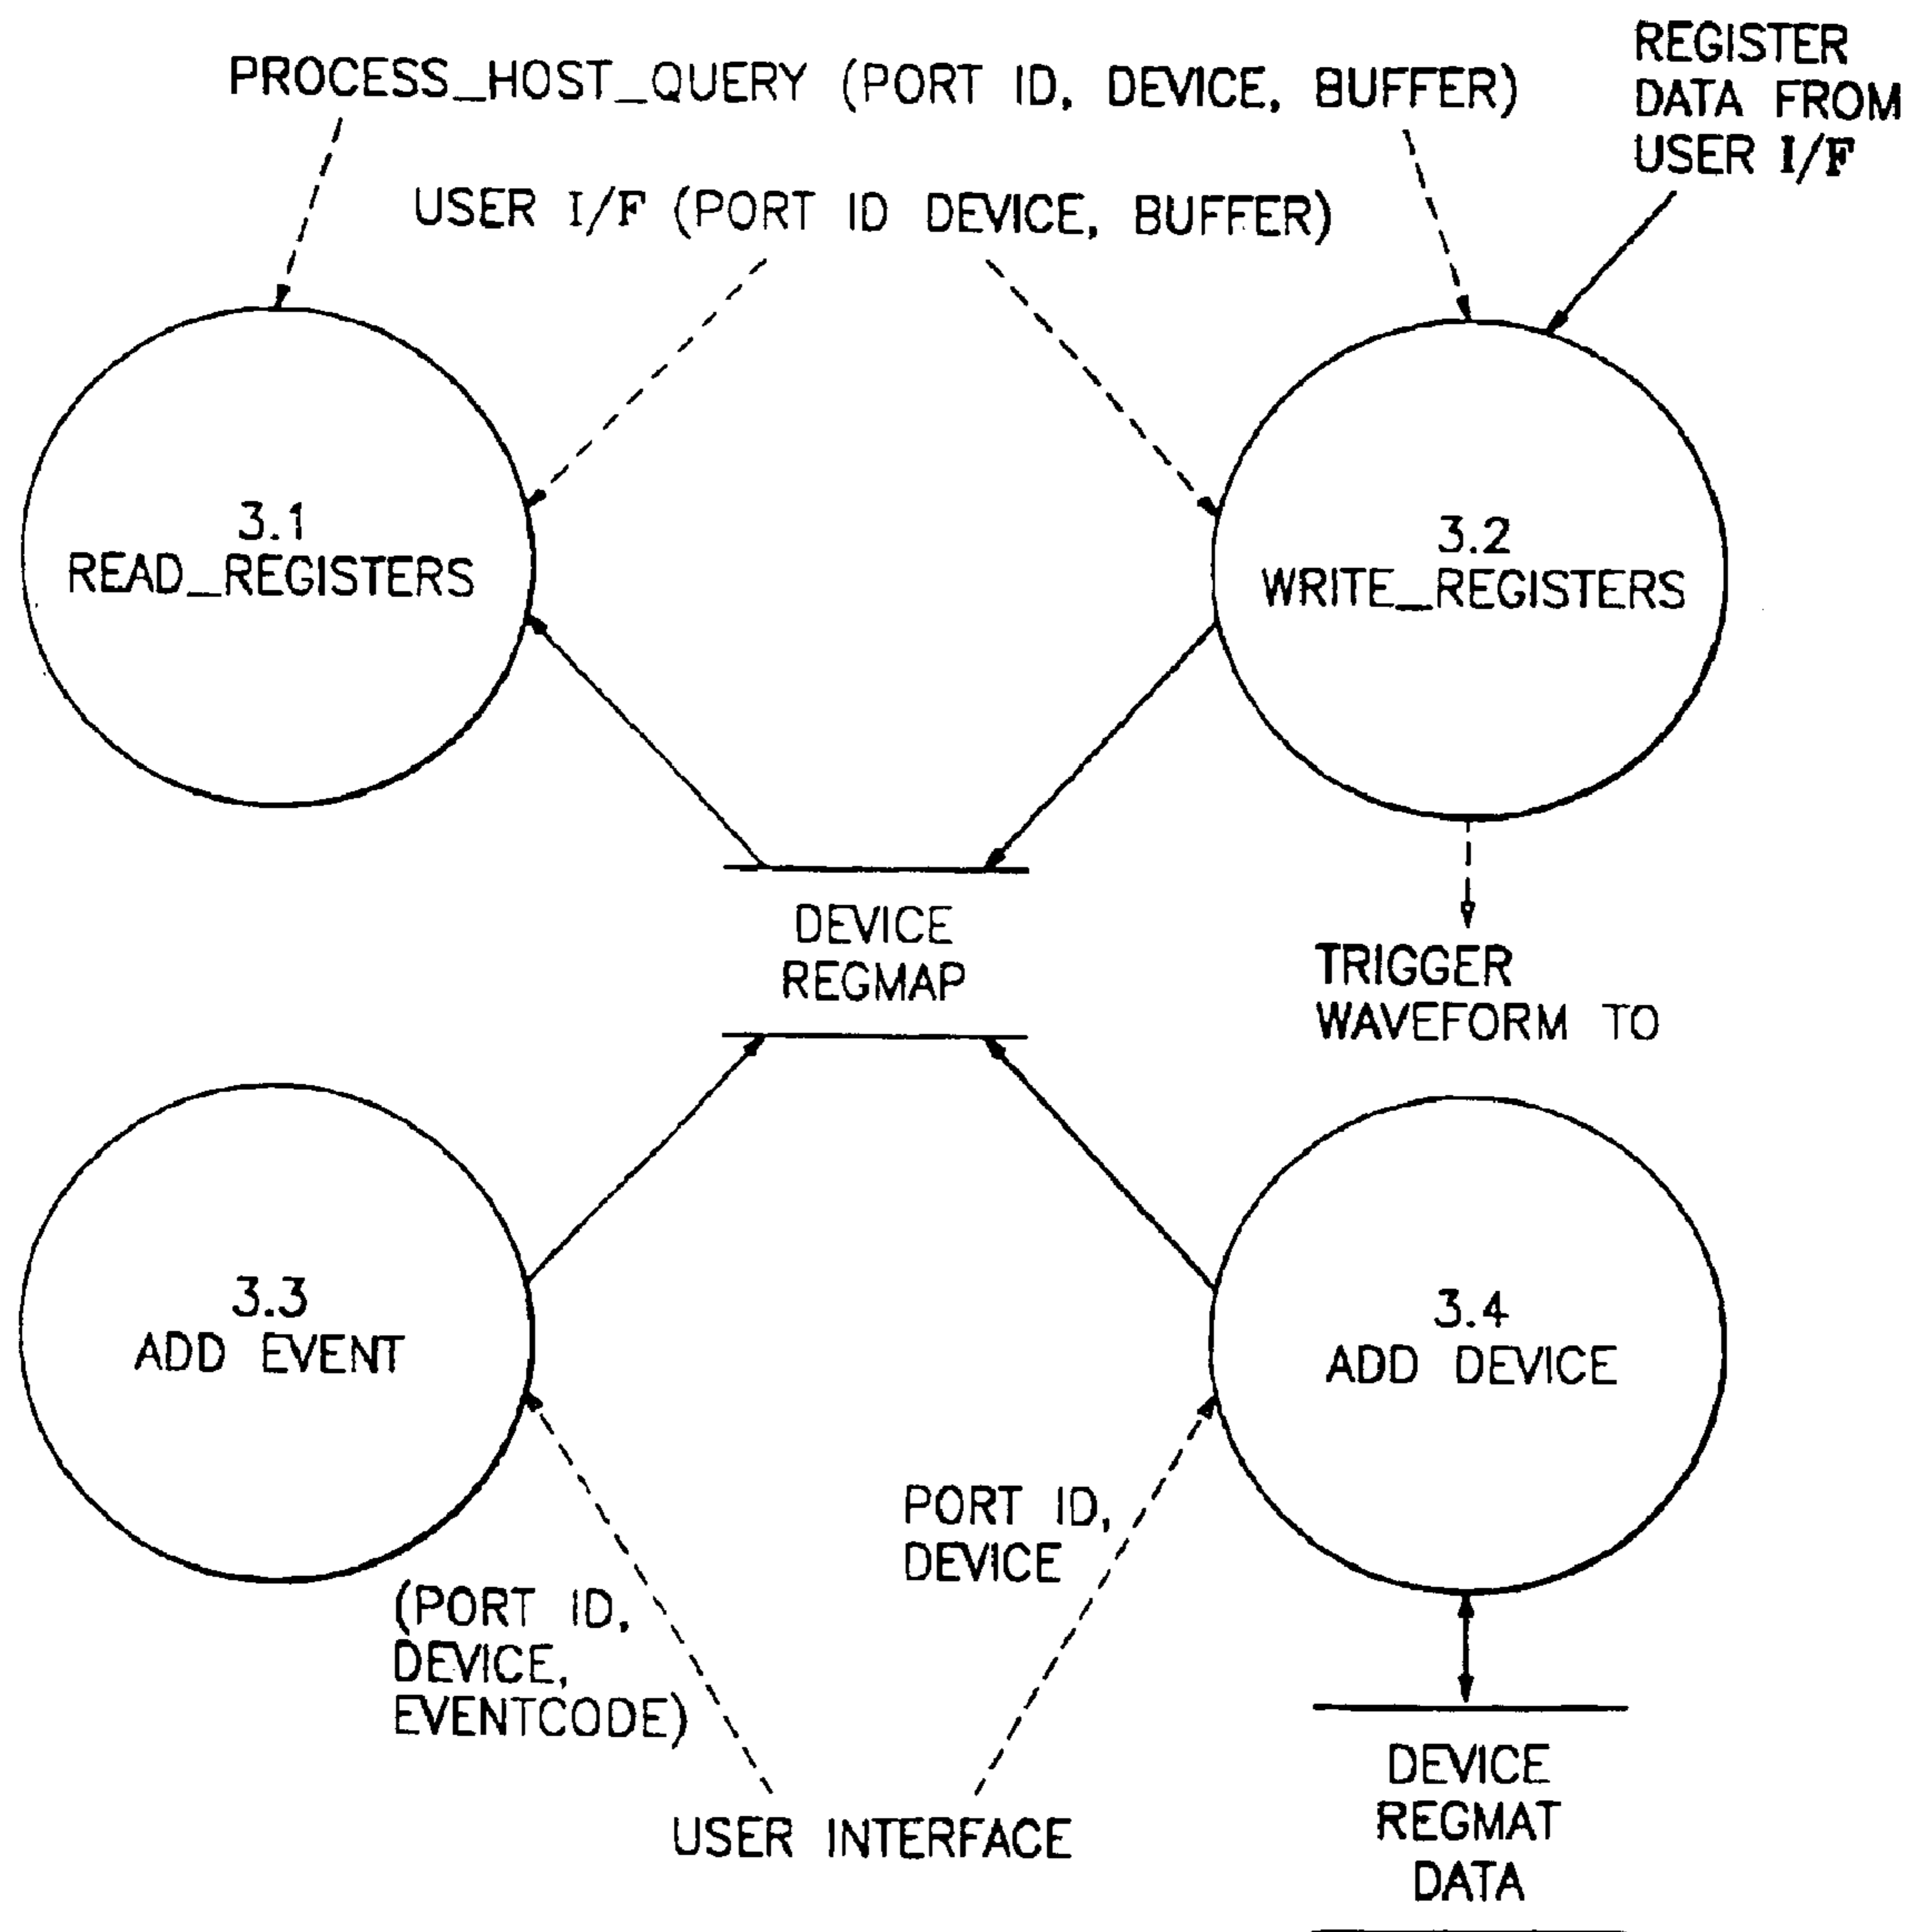 PROCESS_HOST_QUERY (PORT ID, DEVICE, BUFFER)
REGISTER
DATA FROM
USER I/F
USER I/F (PORT ID DEVICE, BUFFER)
3.1
READ_REGISTERS
3.2
WRITE_REGISTERS
DEVICE
REGMAP
TRIGGER
WAVEFORM TO
3.3
ADD EVENT
3.4
ADD DEVICE
(PORT ID,
DEVICE,
EVENTCODE)
PORT ID,
DEVICE
USER INTERFACE
DEVICE
REGMAT
DATA